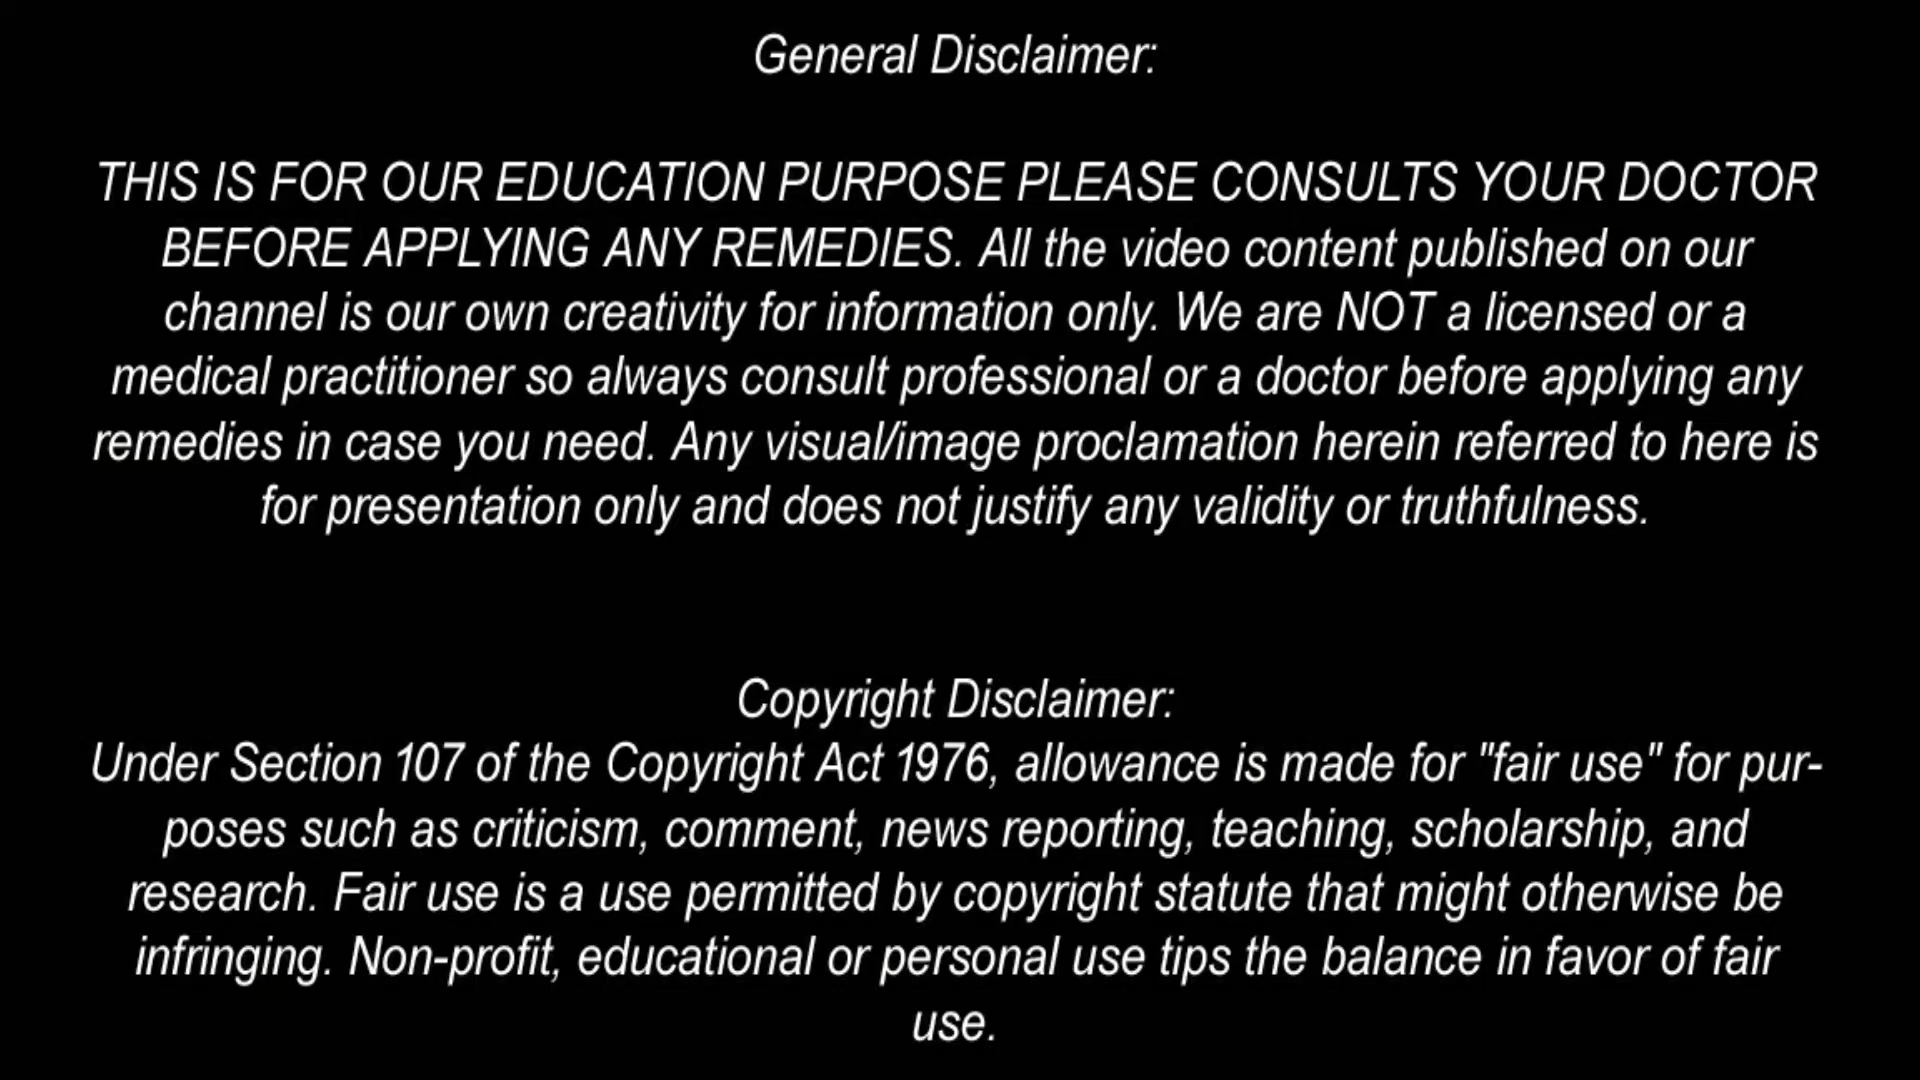 General Disclaimer:
THIS IS FOR OUR EDUCATION PURPOSE PLEASE CONSULTS YOUR DOCTOR
BEFORE APPLYING ANY REMEDIES. All the video content published on our
channel is our own creativity for information only. We are NOT a licensed or a
medical practitioner so always consult professional or a doctor before applying any
remedies in case you need. Any visual/image proclamation herein referred to here is
for presentation only and does not justify any validity or truthfulness.
Copyright Disclaimer:
Under Section 107 of the Copyright Act 1976, allowance is made for "fair use" for pur-
poses such as criticism, comment, news reporting, teaching, scholarship, and
research. Fair use is a use permitted by copyright statute that might otherwise be
infringing. Non-profit, educational or personal use tips the balance in favor of fair
use.